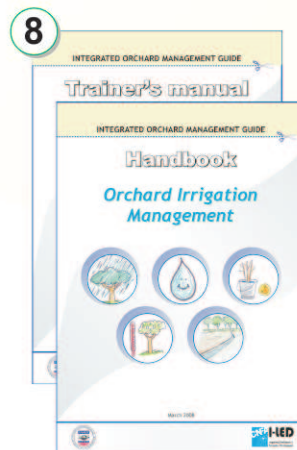 8
INTEGRATED ORCHARD MANAGEMENT GUIDE
Trainer's manual
INTEGRATED ORCHARD MANAGEMENT GUIDE
Handbook
Orchard Irrigation
Management
March 2008
I-LED